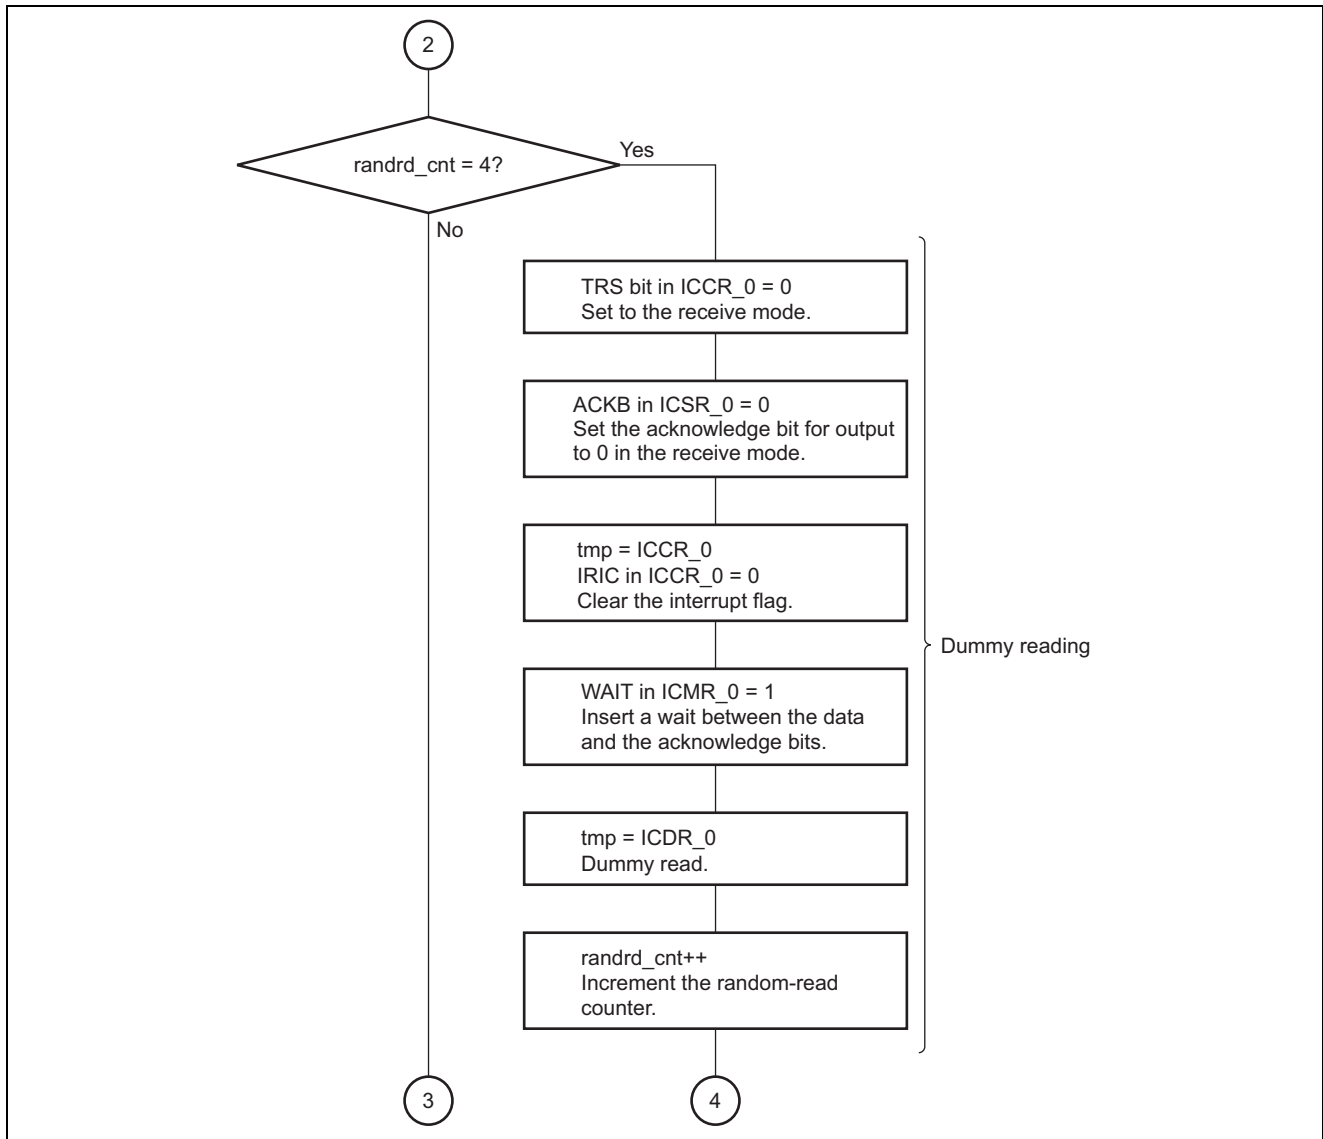 2
randrd_cnt = 4?
Yes
No
TRS bit in ICCR_0 = 0
Set to the receive mode.
ACKB in ICSR_0 = 0
Set the acknowledge bit for output
to 0 in the receive mode.
tmp = ICCR_0
IRIC in ICCR_0 = 0
Clear the interrupt flag.
Dummy reading
WAIT in ICMR_0 = 1
Insert a wait between the data
and the acknowledge bits.
tmp = ICDR_0
Dummy read.
randrd_cnt++
Increment the random-read
counter.
3
4